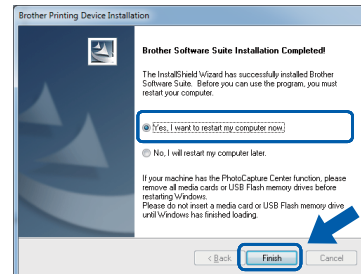 Brother Printing Device Installation
Brother Software Suite Installation Completed!
The InstallShield Wizard has successfully installed Brother
Software Suite. Before you can use the program, you must
restart your computer.
Yes, I want to restart my computer now.
No, I will restart my computer later.
If your machine has the PhotoCapture Center function, please
remove all media cards or USB Flash memory drives before
restarting Windows.
Please do not insert a media card or USB Flash memory drive
until Windows has finished loading.
< Back
Finish
Cancel